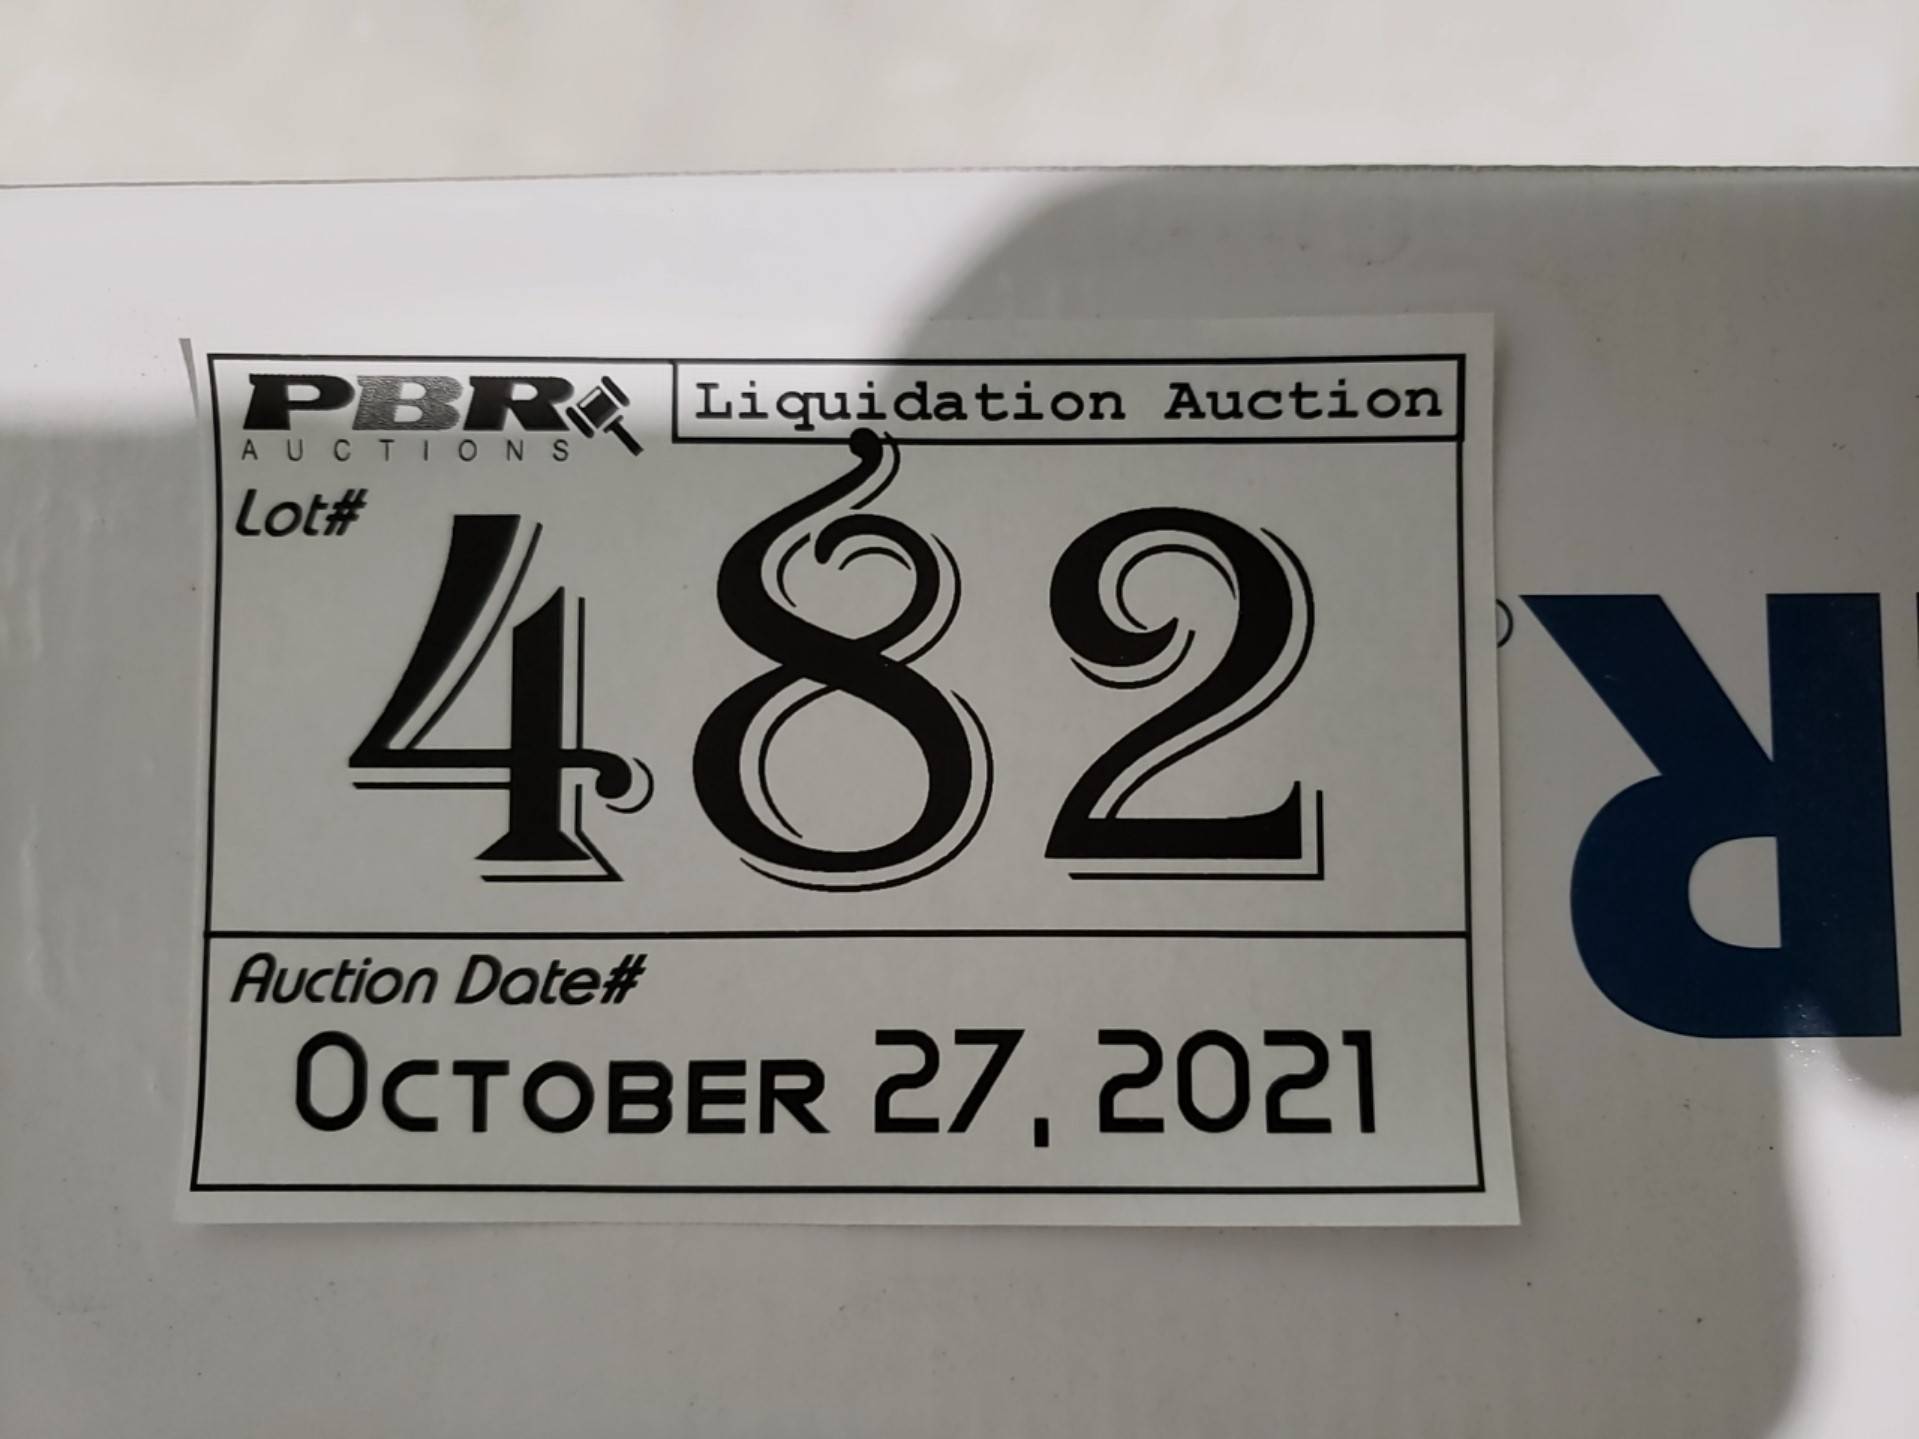 PBR
AUCTIONS
Liquidation Auction
Lot#
482
Auction Date#
October 27, 2021
R